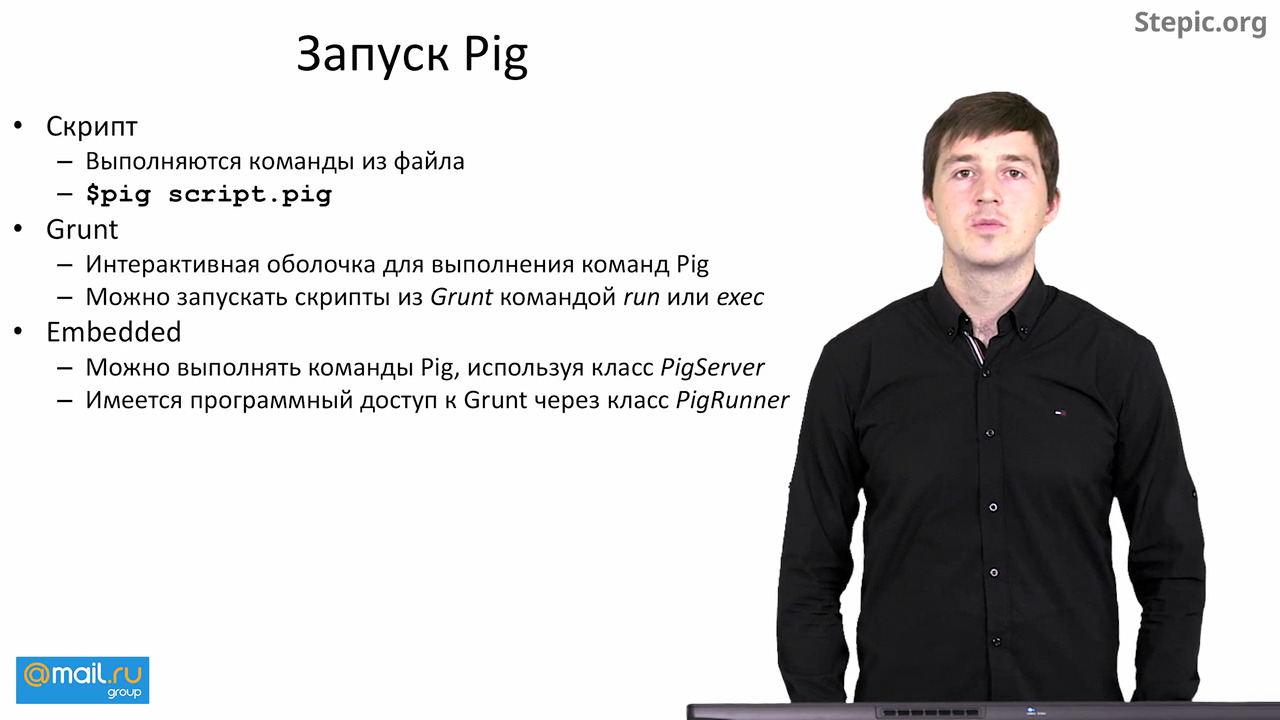 Stepic.org
Запуск Pig
• Скрипт
– Выполняются команды из файла
– $pig script.pig
• Grunt
– Интерактивная оболочка для выполнения команд Pig
– Можно запускать скрипты из Grunt командой run или exec
• Embedded
– Можно выполнять команды Pig, используя класс PigServer
– Имеется программный доступ к Grunt через класс PigRunner
@mail.ru
group